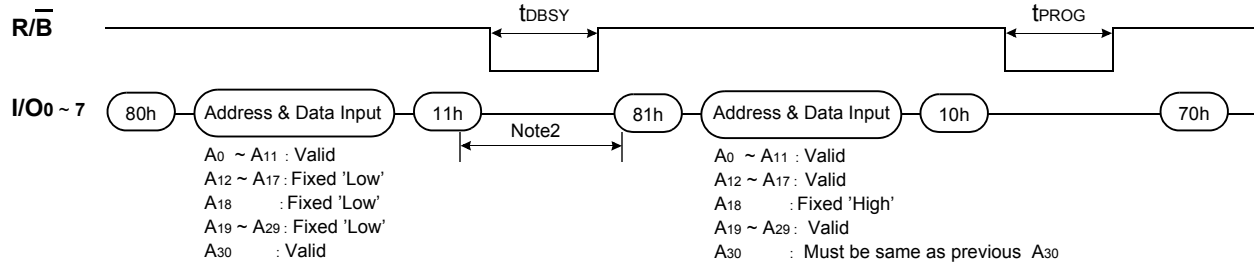 tDBSY
tPROG
R/B̅
I/O0 ~ 7
80h
Address & Data Input
11h
Note2
81h
Address & Data Input
10h
70h
A0 ~ A11 : Valid
A12 ~ A17 : Fixed 'Low'
A18 : Fixed 'Low'
A19 ~ A29 : Fixed 'Low'
A30 : Valid
A0 ~ A11 : Valid
A12 ~ A17 : Valid
A18 : Fixed 'High'
A19 ~ A29 : Valid
A30 : Must be same as previous A30